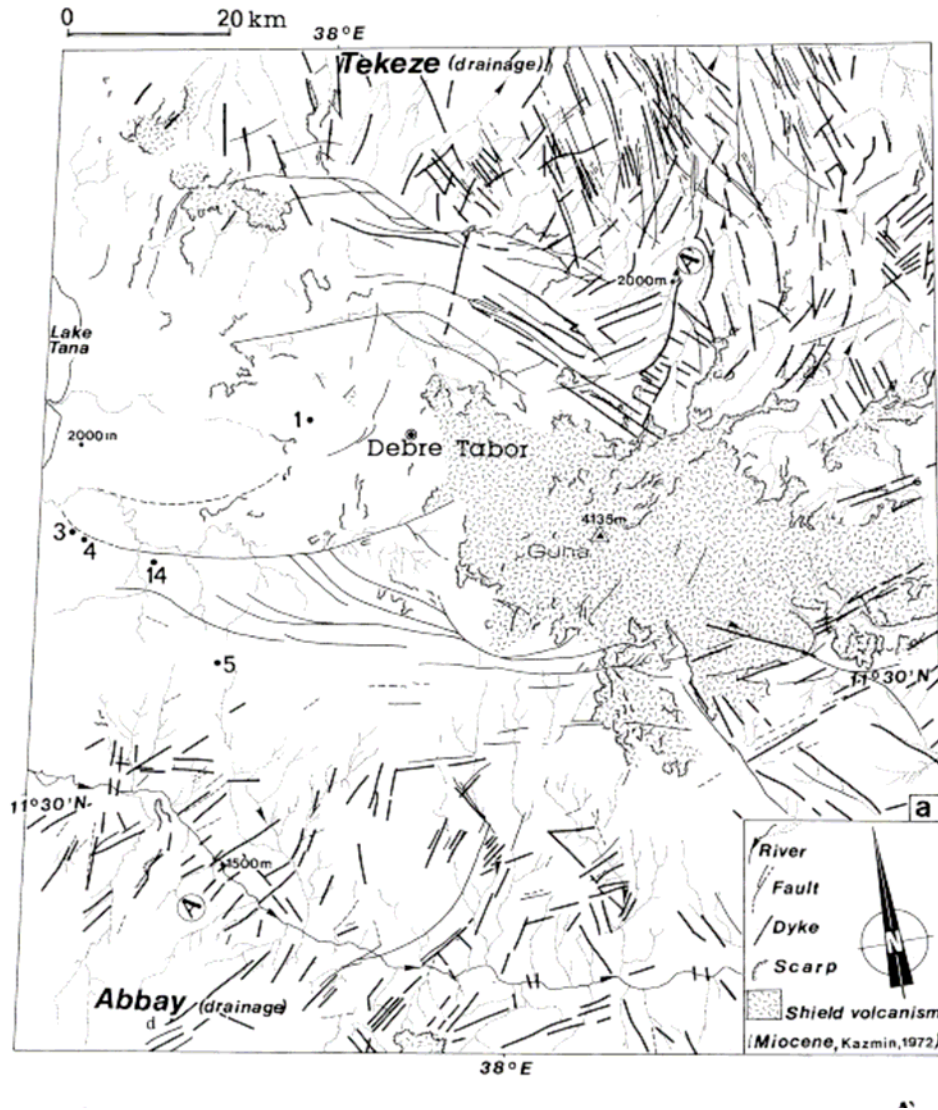 0 20 km
38°E
Tekeze (drainage)
A'
2000m
Lake
Tana
1
2000m
Debre Tabor
4135m
Guna
3
4
14
5
11°30'N
11°30'N
a
1500m
A
River
Fault
Dyke
N
Scarp
Abbay (drainage)
d
Shield volcanism
(Miocene, Kazmin, 1972)
38°E
A'